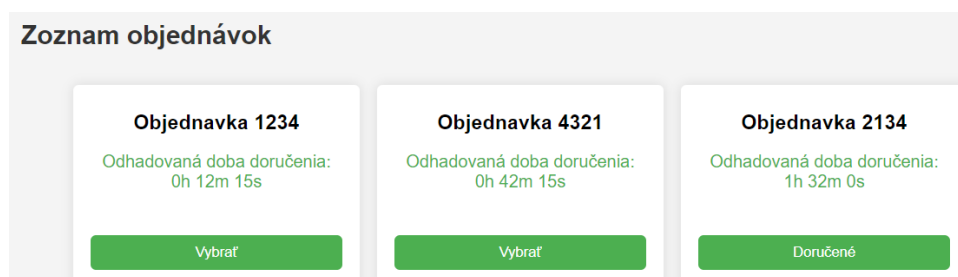 Zoznam objednávok
Objednavka 1234
Odhadovaná doba doručenia:
0h 12m 15s
Vybrať
Objednavka 4321
Odhadovaná doba doručenia:
0h 42m 15s
Vybrať
Objednavka 2134
Odhadovaná doba doručenia:
1h 32m 0s
Doručené